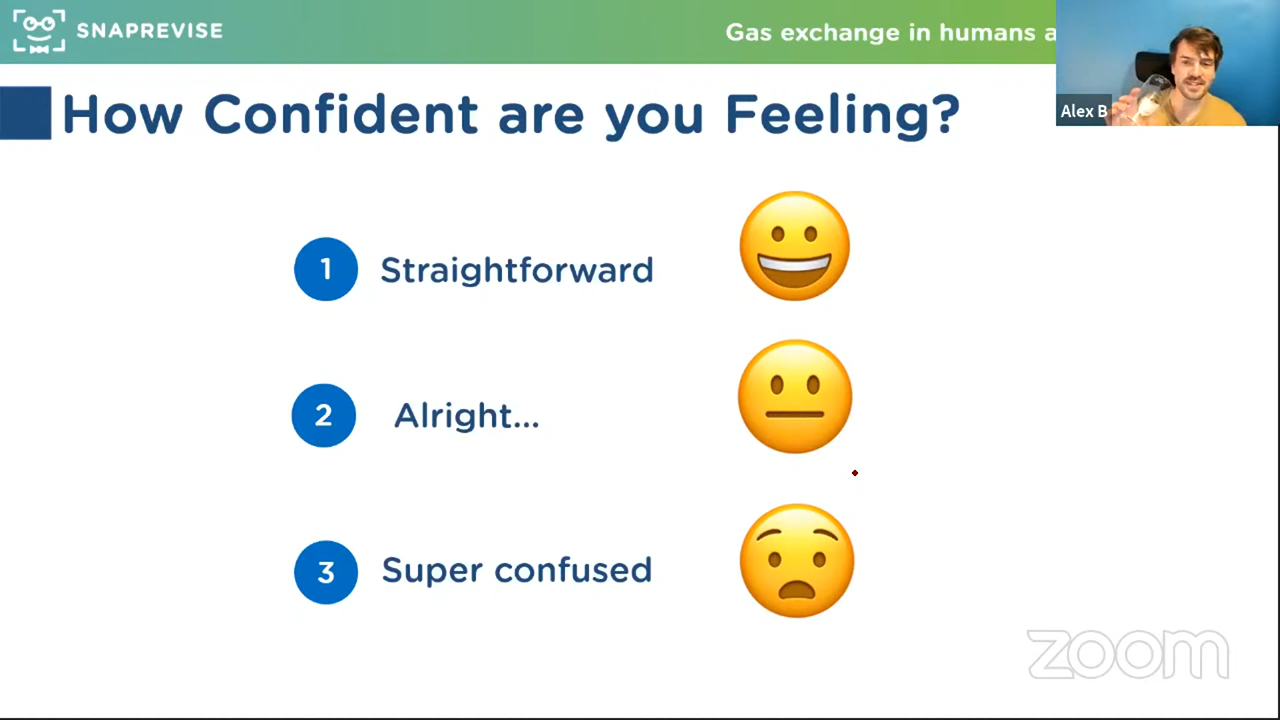 SNAPREVISE
Gas exchange in humans a
Alex B
How Confident are you Feeling?
1 Straightforward
2 Alright...
3 Super confused
zoom